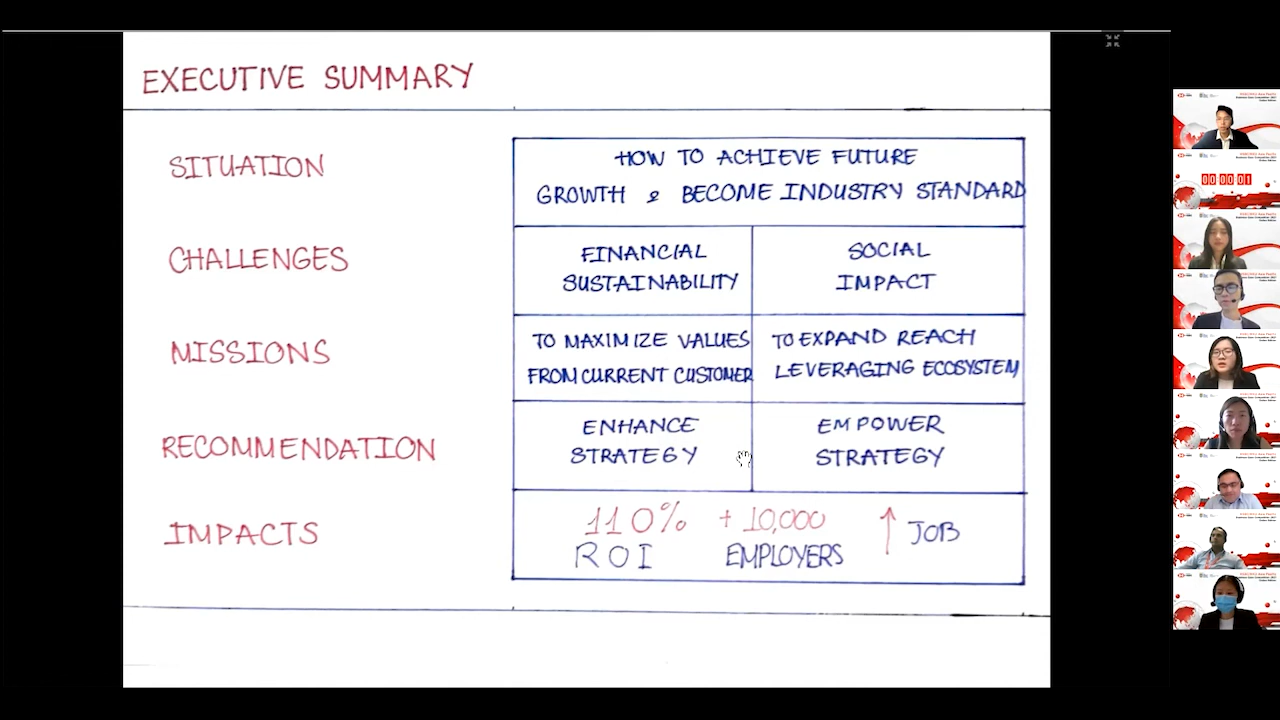 EXECUTIVE SUMMARY
SITUATION
HOW TO ACHIEVE FUTURE
GROWTH & BECOME INDUSTRY STANDARD
CHALLENGES
FINANCIAL
SUSTAINABILITY
SOCIAL
IMPACT
MISSIONS
TO MAXIMIZE VALUES
FROM CURRENT CUSTOMER
TO EXPAND REACH
LEVERAGING ECOSYSTEM
RECOMMENDATION
ENHANCE
STRATEGY
EMPOWER
STRATEGY
IMPACTS
110%
ROI
+10,000
EMPLOYERS
↑ JOB
00:00:01